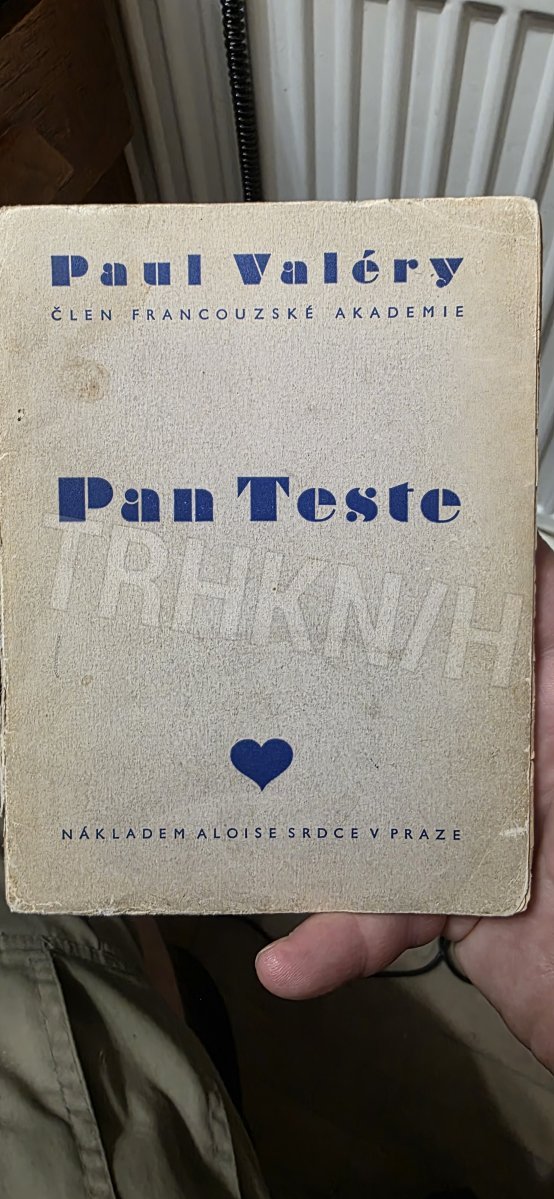 Paul Valéry
ČLEN FRANCOUZSKÉ AKADEMIE
Pan Teste
TRHKNIH
NÁKLADEM ALOISE SRDCE V PRAZE